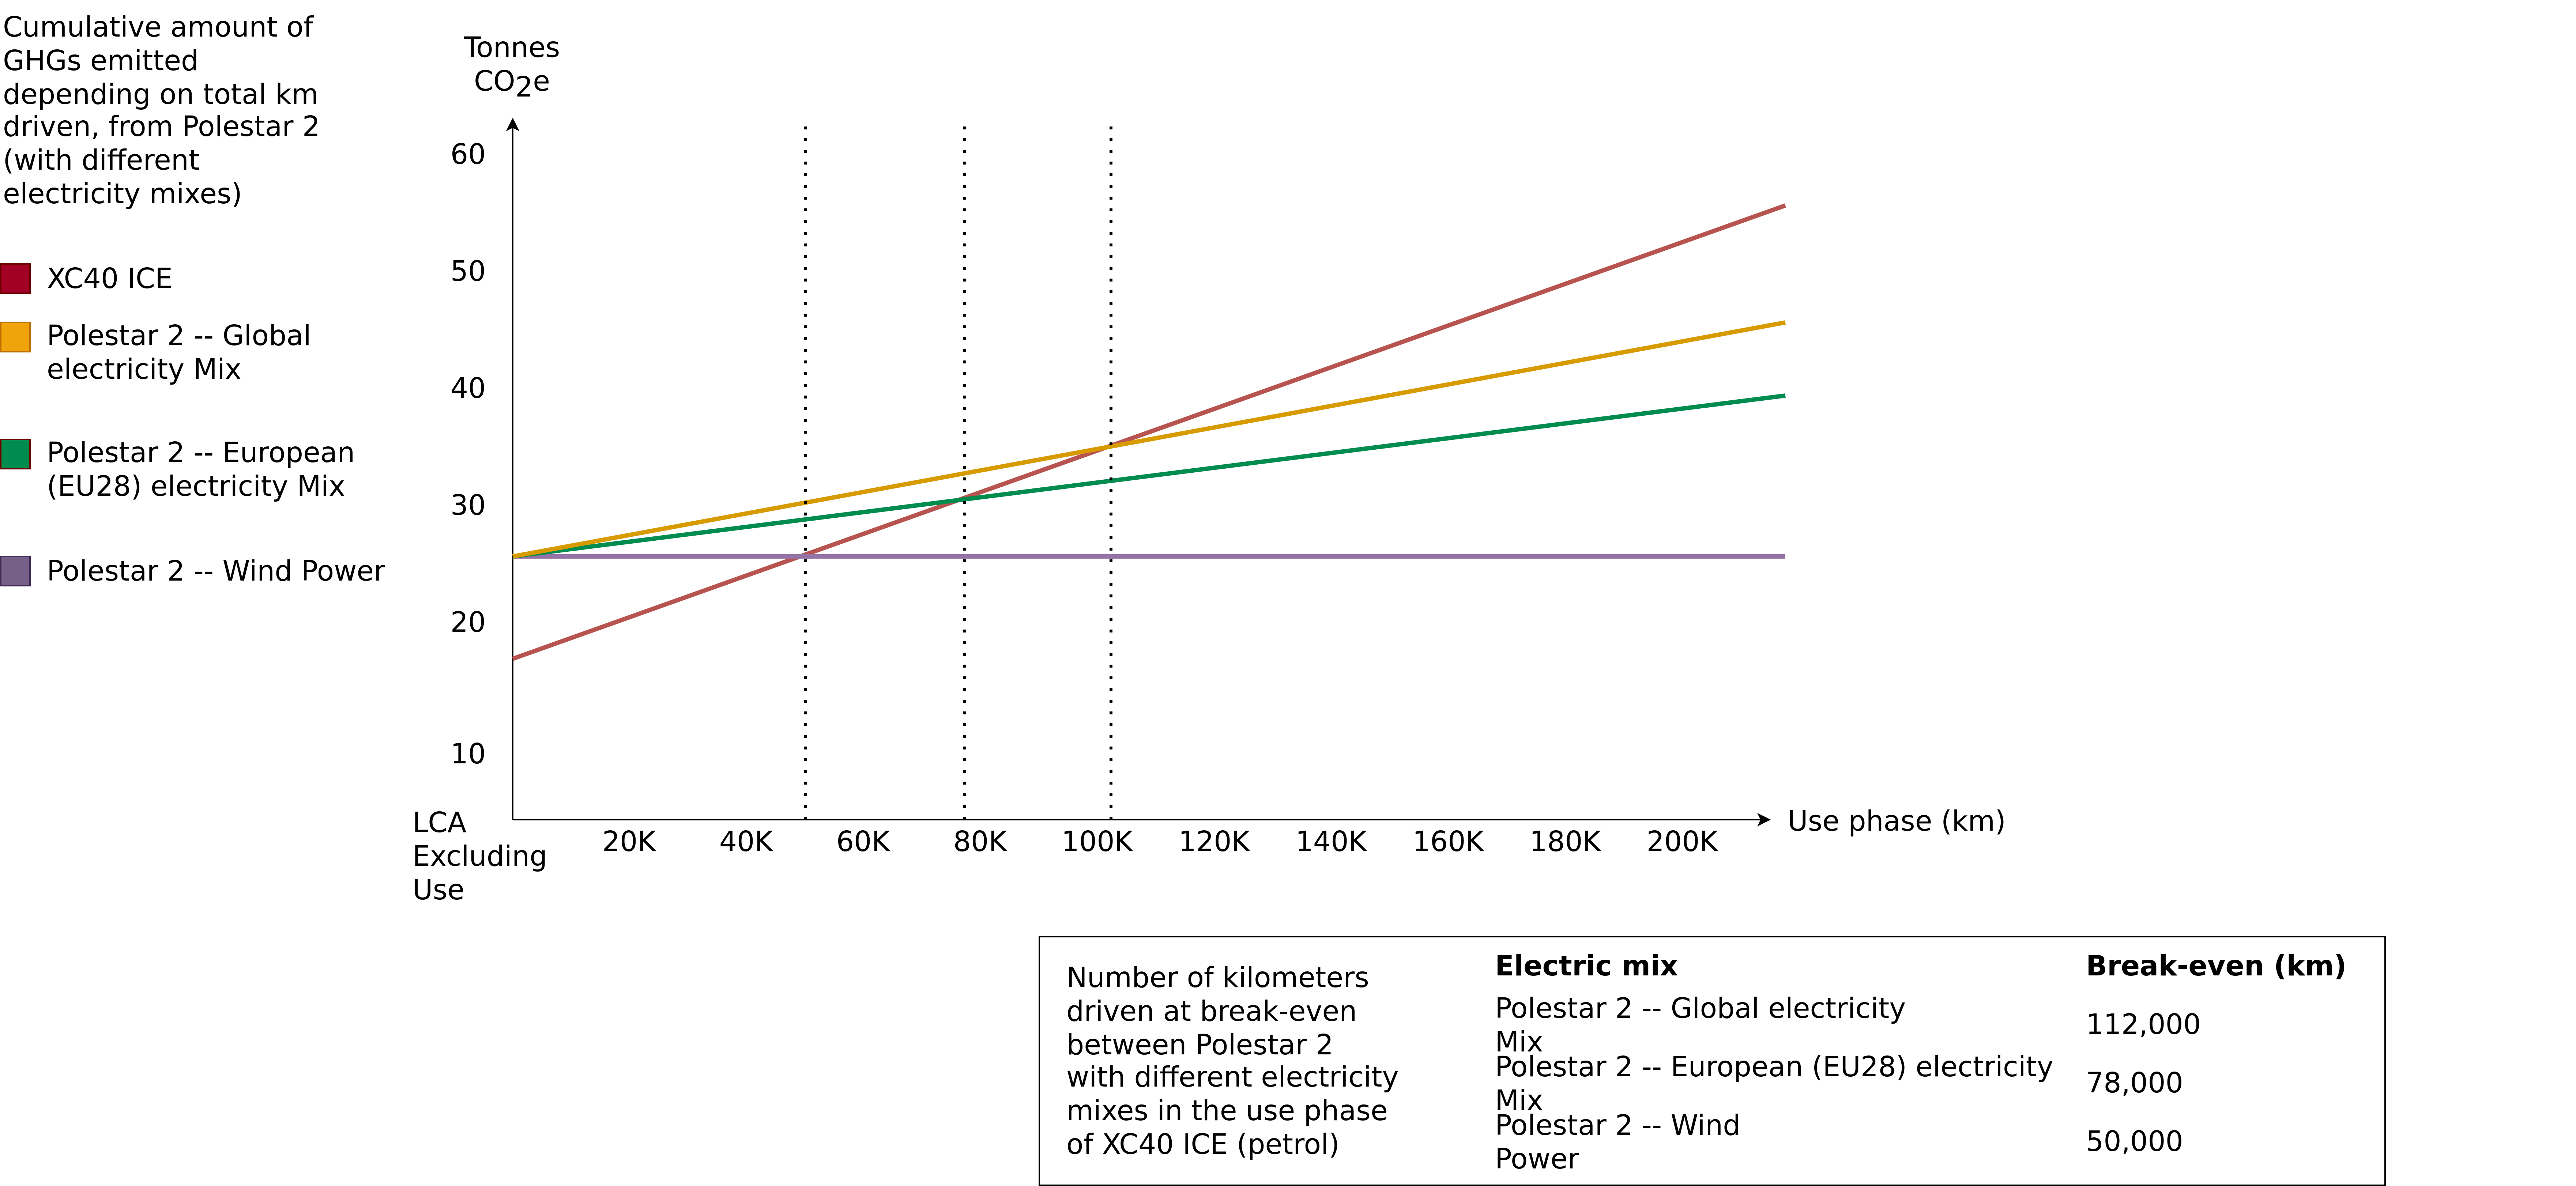 Cumulative amount of
GHGs emitted
depending on total km
driven, from Polestar 2
(with different
electricity mixes)
XC40 ICE
Polestar 2 -- Global
electricity Mix
Polestar 2 -- European
(EU28) electricity Mix
Polestar 2 -- Wind Power
Tonnes
CO2e
60
50
40
30
20
10
LCA
Excluding
Use
20K 40K 60K 80K 100K 120K 140K 160K 180K 200K
Use phase (km)
Number of kilometers
driven at break-even
between Polestar 2
with different electricity
mixes in the use phase
of XC40 ICE (petrol)
Electric mix Break-even (km)
Polestar 2 -- Global electricity
Mix
112,000
Polestar 2 -- European (EU28) electricity
Mix
78,000
Polestar 2 -- Wind
Power
50,000